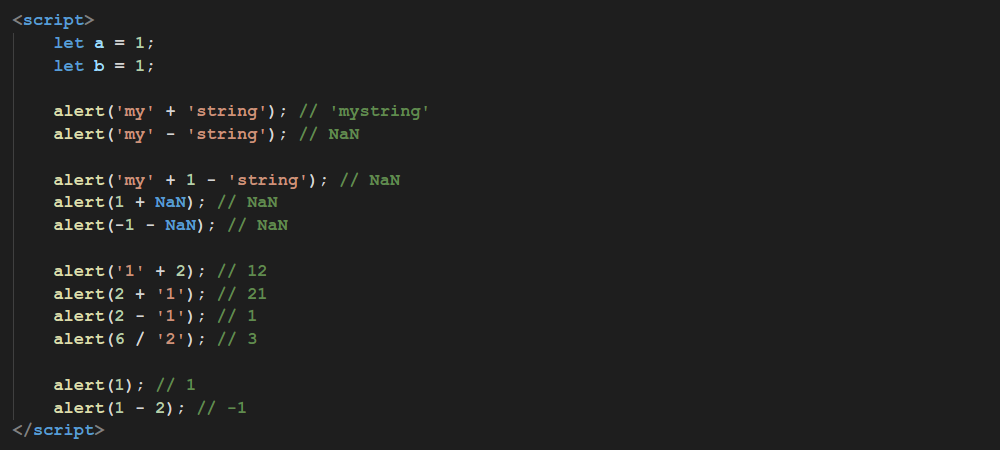 <script>
    let a = 1;
    let b = 1;

    alert('my' + 'string'); // 'mystring'
    alert('my' - 'string'); // NaN

    alert('my' + 1 - 'string'); // NaN
    alert(1 + NaN); // NaN
    alert(-1 - NaN); // NaN

    alert('1' + 2); // 12
    alert(2 + '1'); // 21
    alert(2 - '1'); // 1
    alert(6 / '2'); // 3

    alert(1); // 1
    alert(1 - 2); // -1
</script>